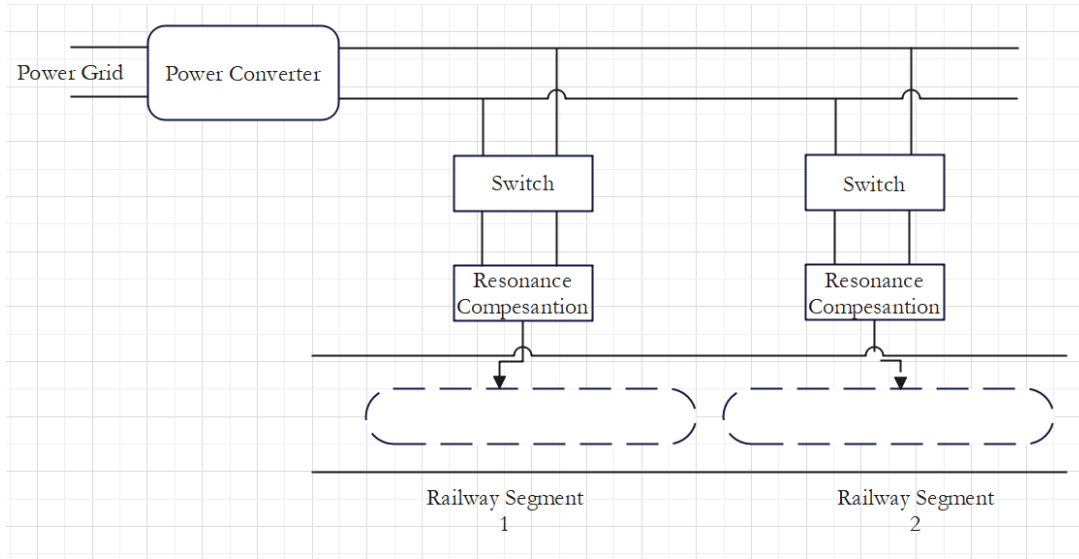 Power Grid
Power Converter
Switch
Switch
Resonance
Compesantion
Resonance
Compesantion
Railway Segment
1
Railway Segment
2